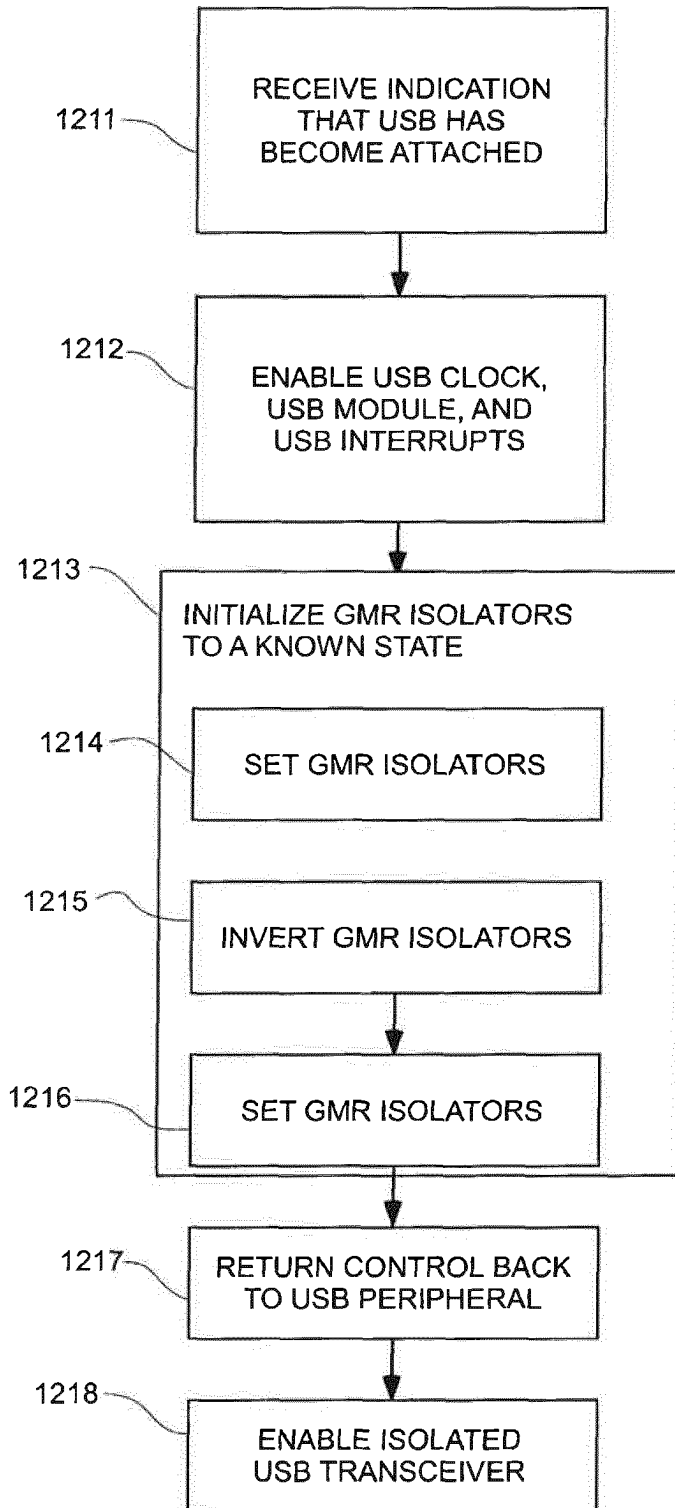 1211
RECEIVE INDICATION
THAT USB HAS
BECOME ATTACHED
1212
ENABLE USB CLOCK,
USB MODULE, AND
USB INTERRUPTS
1213
INITIALIZE GMR ISOLATORS
TO A KNOWN STATE
1214
SET GMR ISOLATORS
1215
INVERT GMR ISOLATORS
1216
SET GMR ISOLATORS
1217
RETURN CONTROL BACK
TO USB PERIPHERAL
1218
ENABLE ISOLATED
USB TRANSCEIVER